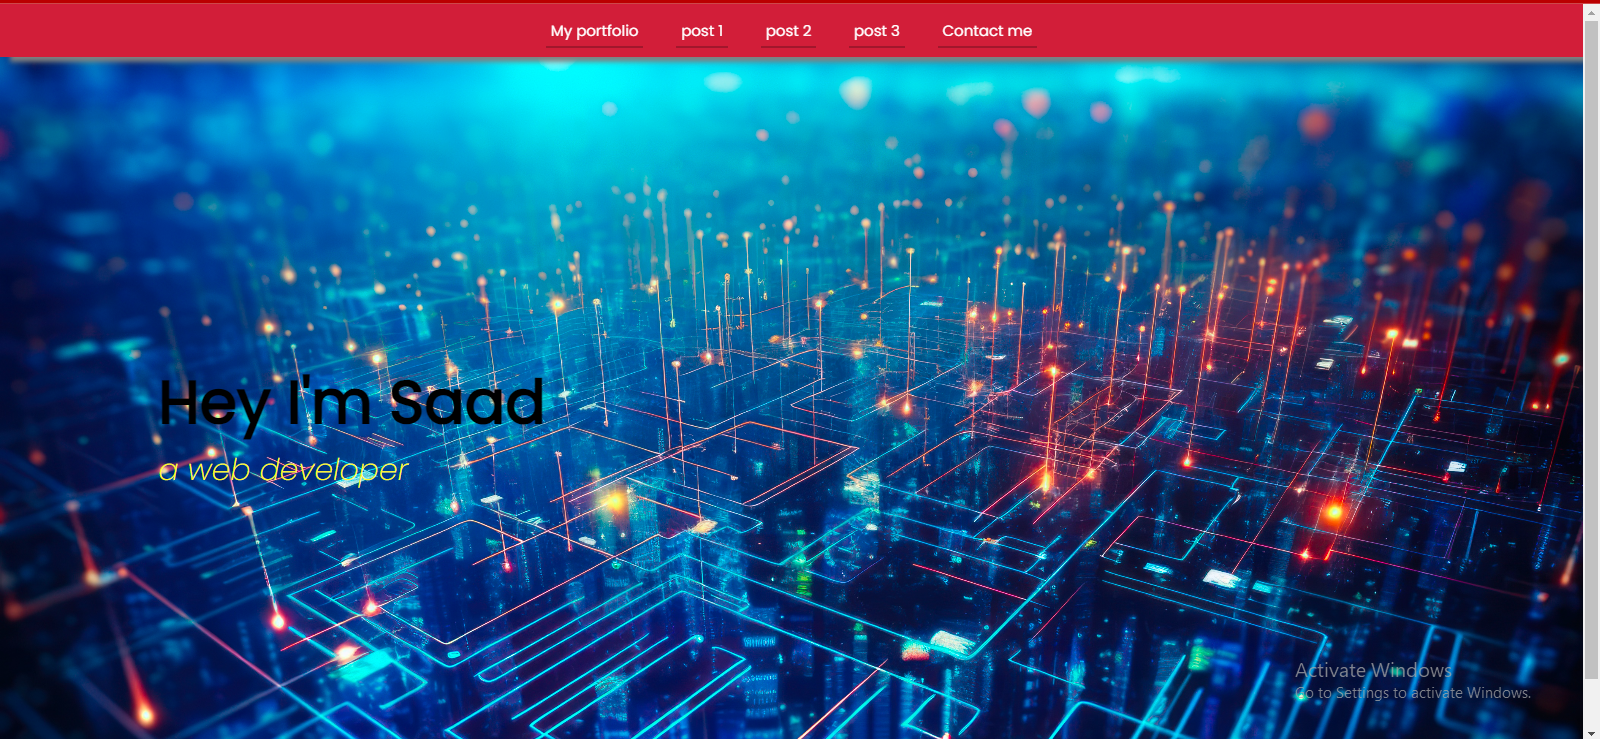 My portfolio post 1 post 2 post 3 Contact me
Hey I'm Saad
a web developer
Activate Windows
Go to Settings to activate Windows.